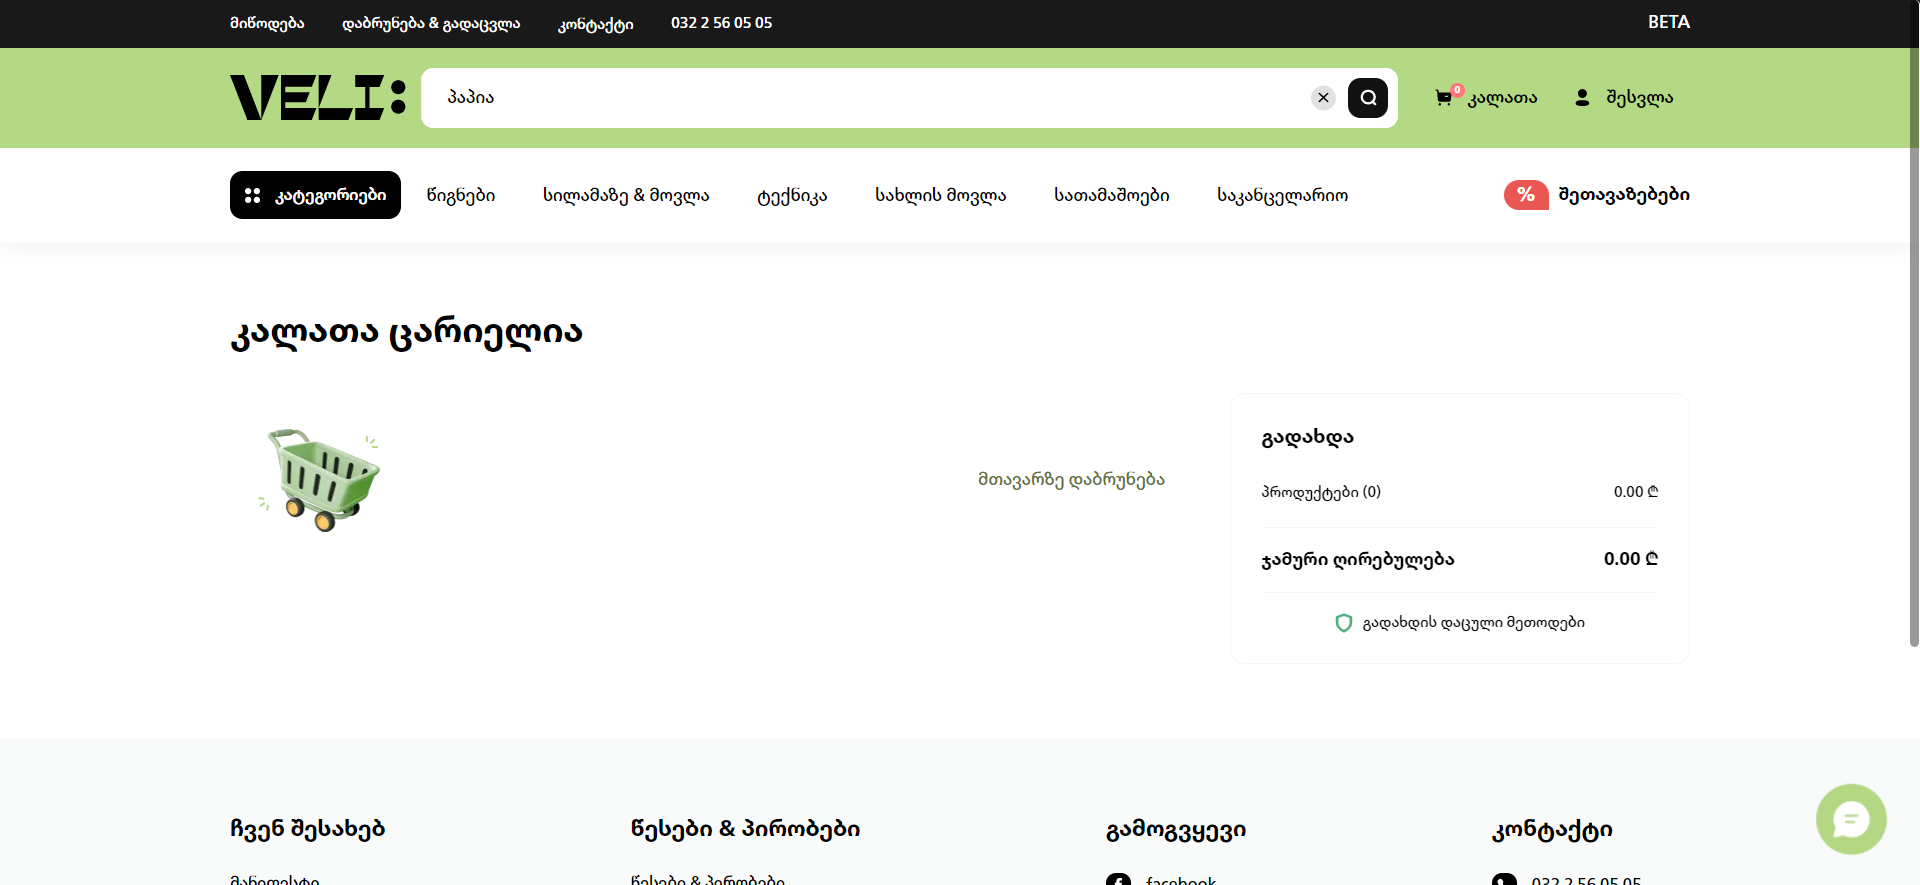 მიწოდება დაბრუნება & გადაცვლა კონტაქტი 032 2 56 05 05 BETA
VELI: პაპია 0 კალათა შესვლა
კატეგორიები წიგნები სილამაზე & მოვლა ტექნიკა სახლის მოვლა სათამაშოები საკანცელარიო % შეთავაზებები
კალათა ცარიელია
მთავარზე დაბრუნება
გადახდა
პროდუქტები (0) 0.00 ₾
ჯამური ღირებულება 0.00 ₾
გადახდის დაცული მეთოდები
ჩვენ შესახებ წესები & პირობები გამოგვყევი კონტაქტი
მანიფესტი წესები & პირობები facebook 032 2 56 05 05